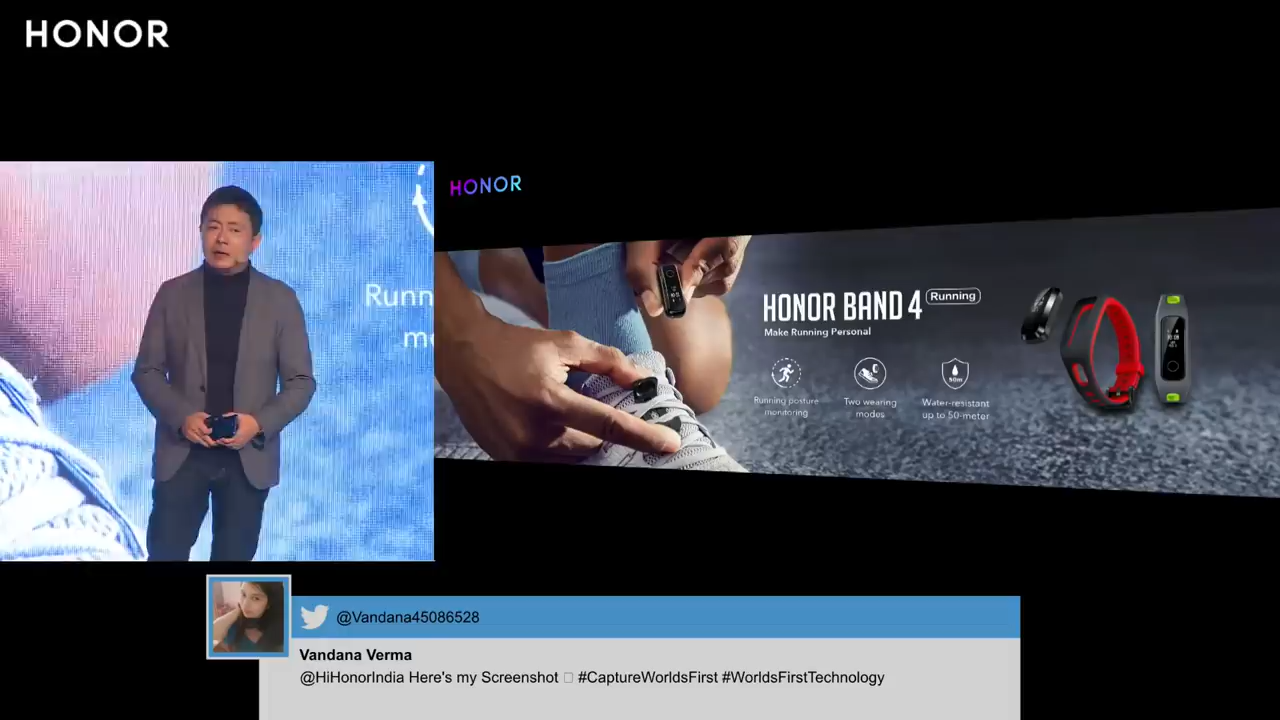 HONOR
HONOR
Runn
HONOR BAND 4 Running
Make Running Personal
Running posture
monitoring
Two wearing
modes
50m
Water-resistant
up to 50-meter
@Vandana45086528
Vandana Verma
@HiHonorIndia Here's my Screenshot #CaptureWorldsFirst #WorldsFirstTechnology